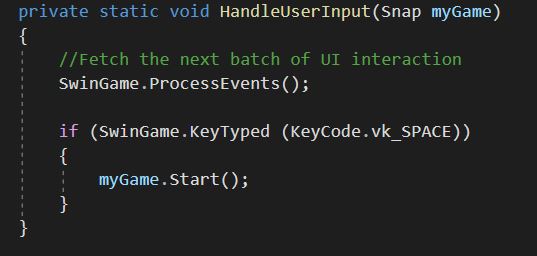 private static void HandleUserInput(Snap myGame)
{
//Fetch the next batch of UI interaction
SwinGame.ProcessEvents();
if (SwinGame.KeyTyped (KeyCode.vk_SPACE))
{
myGame.Start();
}
}